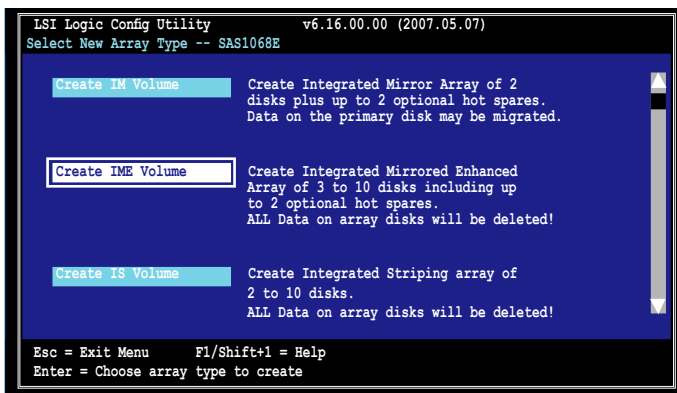 LSI Logic Config Utility v6.16.00.00 (2007.05.07)
Select New Array Type -- SAS1068E
Create IM Volume Create Integrated Mirror Array of 2
disks plus up to 2 optional hot spares.
Data on the primary disk may be migrated.
Create IME Volume Create Integrated Mirrored Enhanced
Array of 3 to 10 disks including up
to 2 optional hot spares.
ALL Data on array disks will be deleted!
Create IS Volume Create Integrated Striping array of
2 to 10 disks.
ALL Data on array disks will be deleted!
Esc = Exit Menu F1/Shift+1 = Help
Enter = Choose array type to create